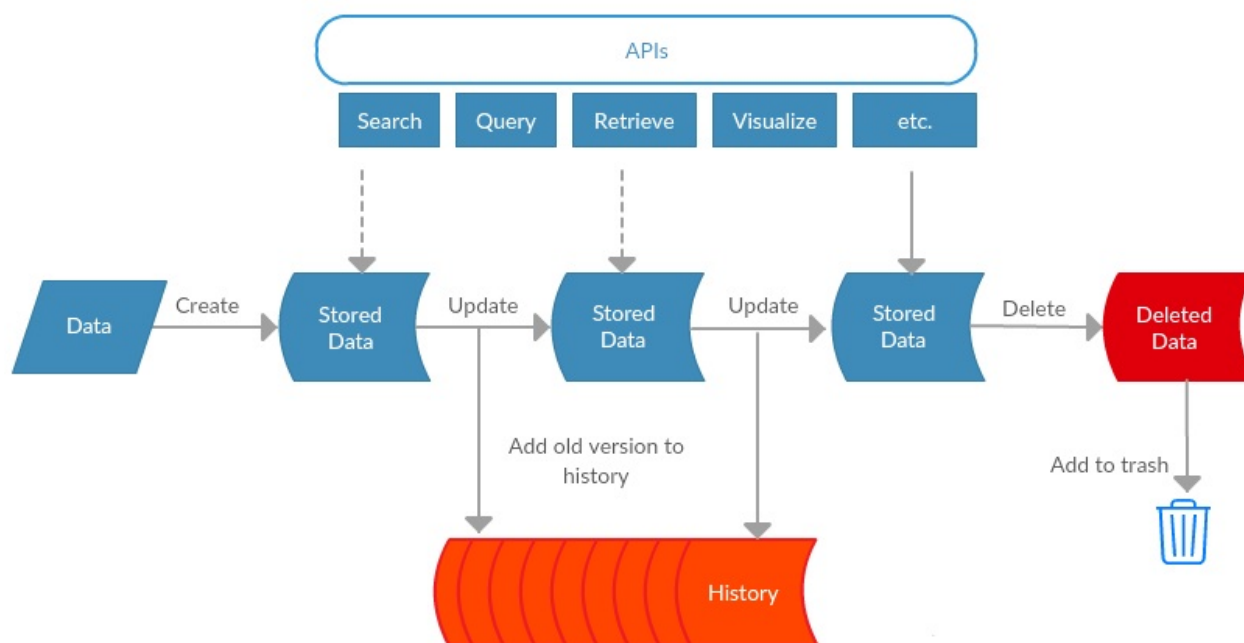 APIs
Search
Query
Retrieve
Visualize
etc.
Data
Create
Stored
Data
Update
Stored
Data
Update
Stored
Data
Delete
Deleted
Data
Add old version to
history
Add to trash
History